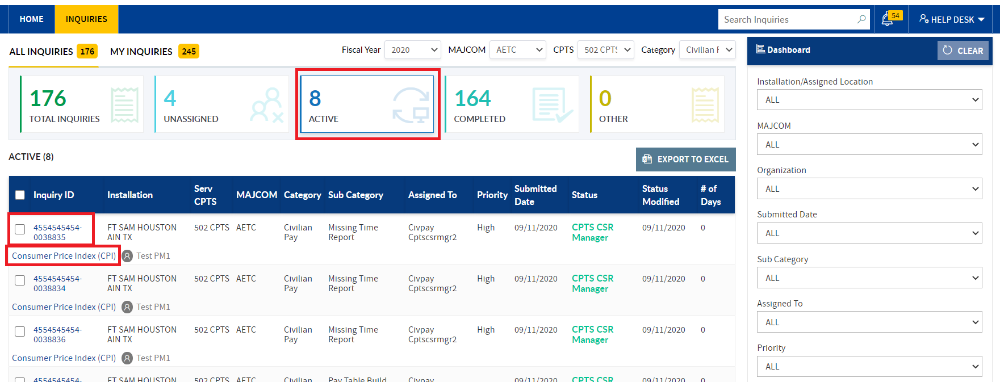 HOME
INQUIRIES
Search Inquiries
54
HELP DESK
ALL INQUIRIES 176
MY INQUIRIES 245
Fiscal Year 2020
MAJCOM AETC
CPTS 502 CPTS
Category Civilian F
176
TOTAL INQUIRIES
4
UNASSIGNED
8
ACTIVE
164
COMPLETED
0
OTHER
ACTIVE (8)
EXPORT TO EXCEL
Inquiry ID Installation Serv CPTS MAJCOM Category Sub Category Assigned To Priority Submitted Date Status Status Modified # of Days
4554545454-0038835 FT SAM HOUSTON AIN TX 502 CPTS AETC Civilian Pay Missing Time Report Civpay Cptscsrmgr2 High 09/11/2020 CPTS CSR Manager 09/11/2020 0
Consumer Price Index (CPI) Test PM1
4554545454-0038834 FT SAM HOUSTON AIN TX 502 CPTS AETC Civilian Pay Missing Time Report Civpay Cptscsrmgr2 High 09/11/2020 CPTS CSR Manager 09/11/2020 0
Consumer Price Index (CPI) Test PM1
4554545454-0038836 FT SAM HOUSTON AIN TX 502 CPTS AETC Civilian Pay Missing Time Report Civpay Cptscsrmgr2 High 09/11/2020 CPTS CSR Manager 09/11/2020 0
Consumer Price Index (CPI) Test PM1
4554545454- FT SAM HOUSTON 502 CPTS AETC Civilian Pay Table Build Civpay 09/11/2020 CPTS CSR 09/11/2020 0
Dashboard
CLEAR
Installation/Assigned Location
ALL
MAJCOM
ALL
Organization
ALL
Submitted Date
ALL
Sub Category
ALL
Assigned To
ALL
Priority
ALL